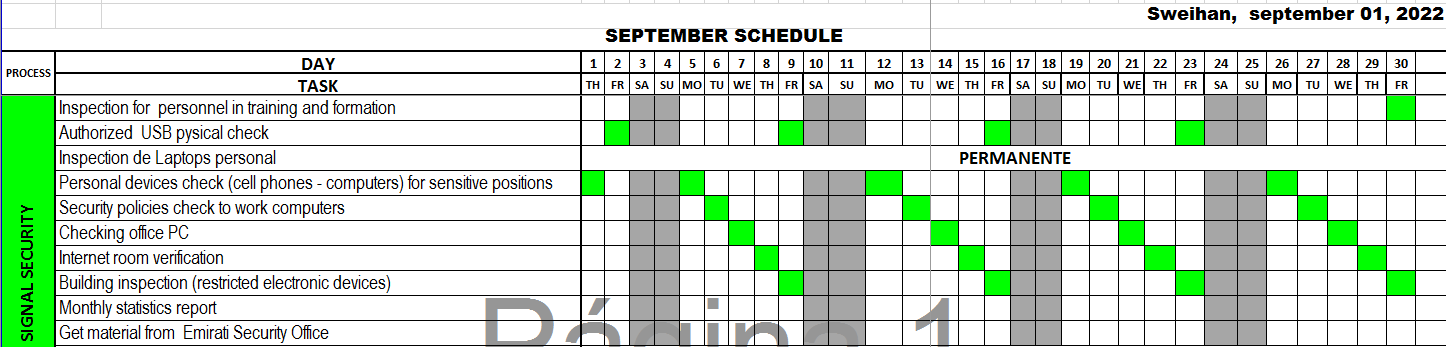 Sweihan, september 01, 2022
SEPTEMBER SCHEDULE
PROCESS
DAY 1 2 3 4 5 6 7 8 9 10 11 12 13 14 15 16 17 18 19 20 21 22 23 24 25 26 27 28 29 30
TASK TH FR SA SU MO TU WE TH FR SA SU MO TU WE TH FR SA SU MO TU WE TH FR SA SU MO TU WE TH FR
SIGNAL SECURITY
Inspection for personnel in training and formation
Authorized USB pysical check
Inspection de Laptops personal PERMANENTE
Personal devices check (cell phones - computers) for sensitive positions
Security policies check to work computers
Checking office PC
Internet room verification
Building inspection (restricted electronic devices)
Monthly statistics report
Get material from Emirati Security Office
Página 1